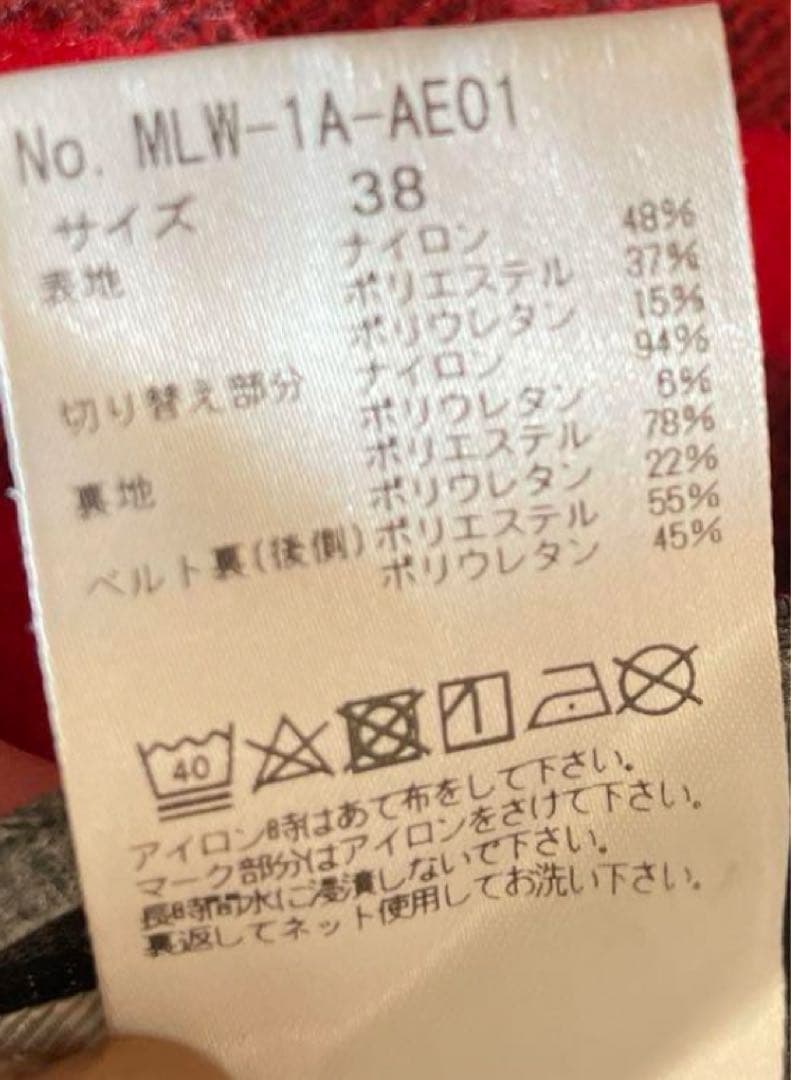 No. MLW-1A-AE01
サイズ 38
表地 ナイロン 48%
ポリエステル 37%
ポリウレタン 15%
切り替え部分 ナイロン 94%
ポリウレタン 6%
裏地 ポリエステル 78%
ポリウレタン 22%
ベルト裏(後側) ポリエステル 55%
ポリウレタン 45%
40
アイロン時はあて布をして下さい。
マーク部分はアイロンをさけて下さい。
長時間水に浸漬しないで下さい。
裏返してネット使用してお洗い下さい。